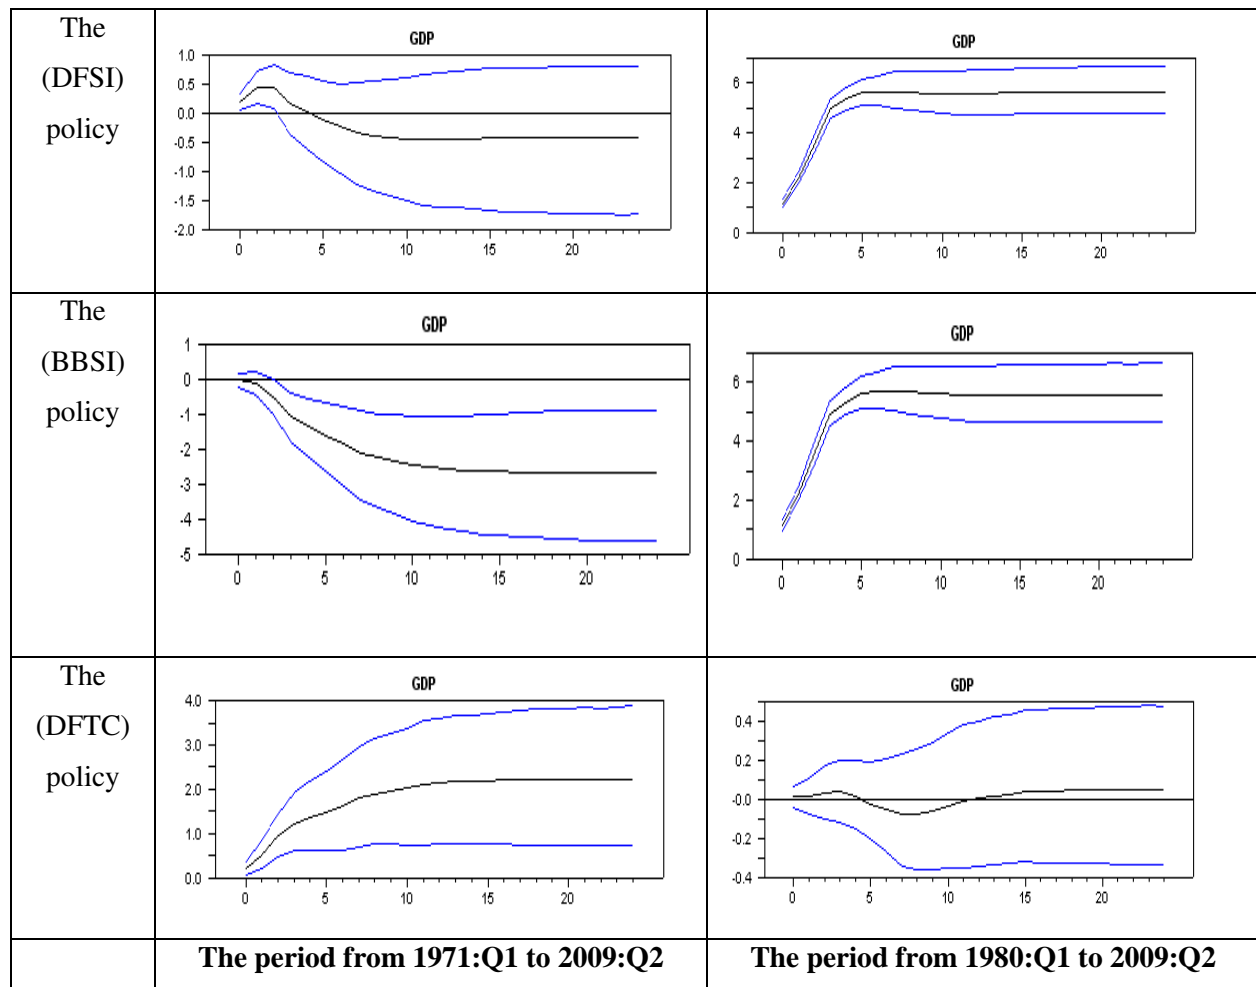 The
(DFSI)
policy
GDP
1.0
0.5
0.0
-0.5
-1.0
-1.5
-2.0
0 5 10 15 20
GDP
6
4
2
0
0 5 10 15 20
The
(BBSI)
policy
GDP
1
0
-1
-2
-3
-4
-5
0 5 10 15 20
GDP
6
4
2
0
0 5 10 15 20
The
(DFTC)
policy
GDP
4.0
3.0
2.0
1.0
0.0
0 5 10 15 20
GDP
0.4
0.2
-0.0
-0.2
-0.4
0 5 10 15 20
The period from 1971:Q1 to 2009:Q2
The period from 1980:Q1 to 2009:Q2